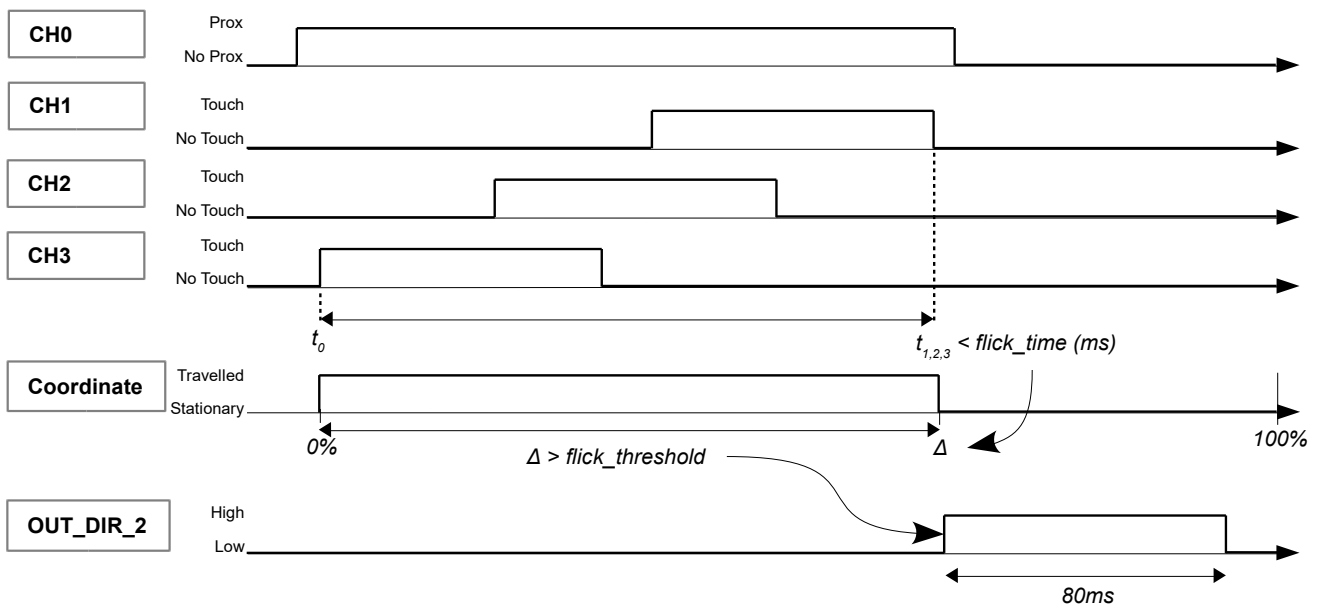 CH0
Prox
No Prox
CH1
Touch
No Touch
CH2
Touch
No Touch
CH3
Touch
No Touch
t0
t1,2,3 < flick_time (ms)
Coordinate
Travelled
Stationary
0%
Δ > flick_threshold
Δ
100%
OUT_DIR_2
High
Low
80ms